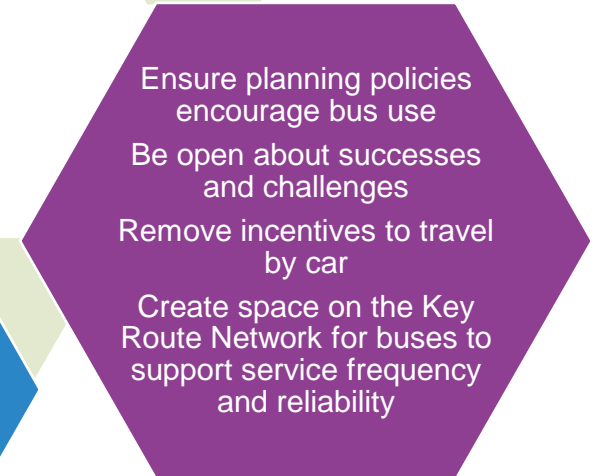 Ensure planning policies
encourage bus use
Be open about successes
and challenges
Remove incentives to travel
by car
Create space on the Key
Route Network for buses to
support service frequency
and reliability